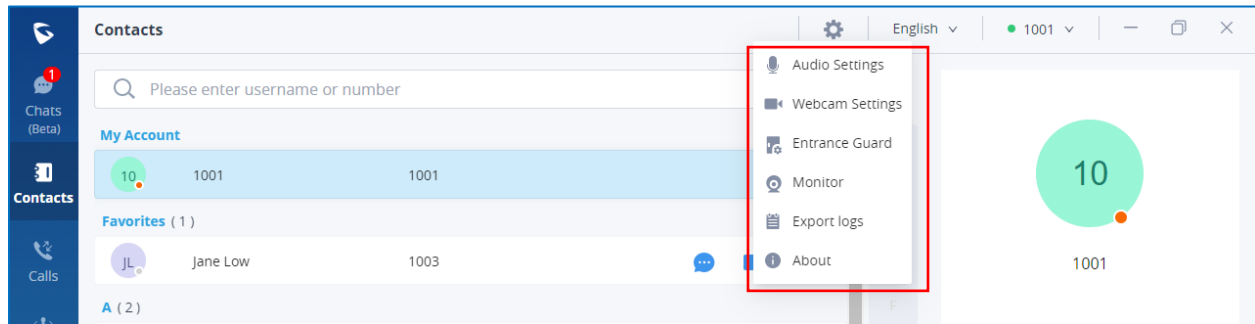 Contacts
English
1001
1
Chats
(Beta)
Contacts
Calls
Please enter username or number
My Account
10 1001 1001
Favorites (1)
JL Jane Low 1003
A (2)
Audio Settings
Webcam Settings
Entrance Guard
Monitor
Export logs
About
F
10
1001